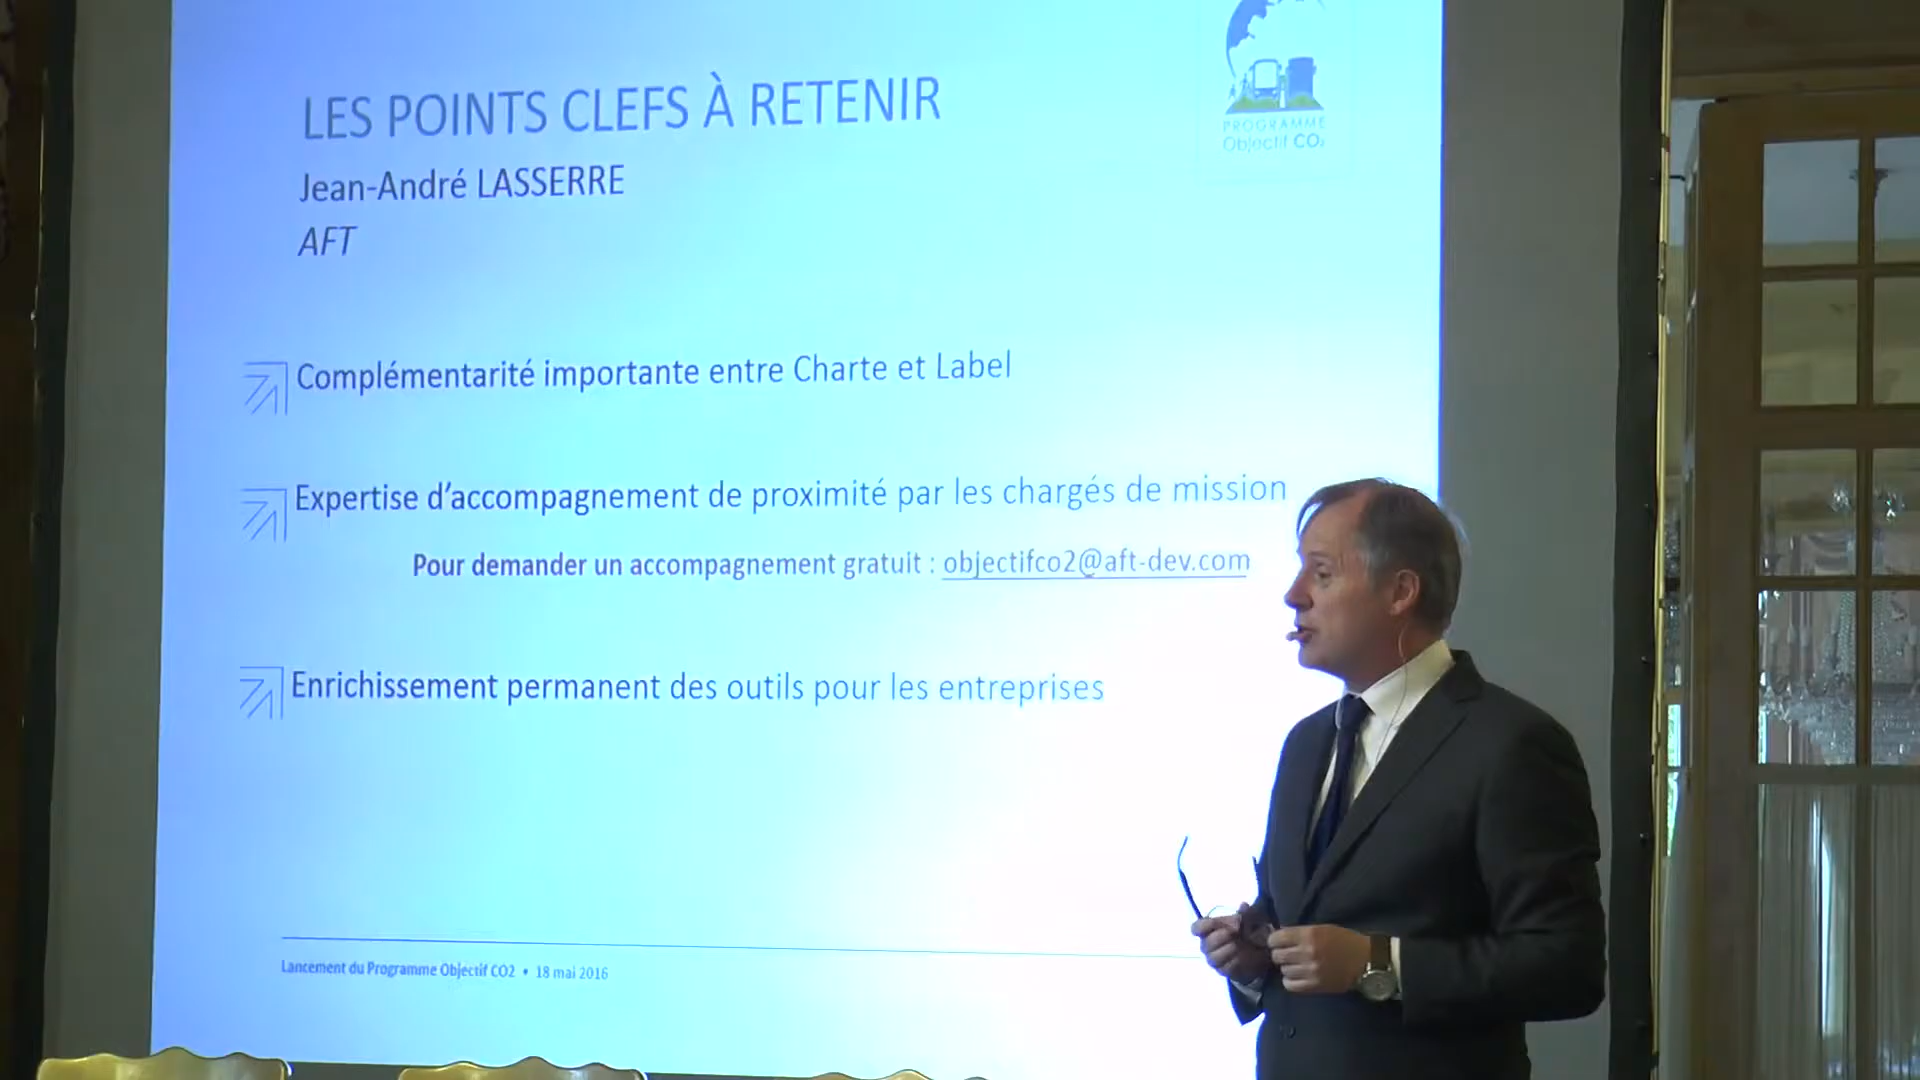 LES POINTS CLEFS À RETENIR
Jean-André LASSERRE
AFT
PROGRAMME
Objectif CO₂
Complémentarité importante entre Charte et Label
Expertise d’accompagnement de proximité par les chargés de mission
Pour demander un accompagnement gratuit : objectifco2@aft-dev.com
Enrichissement permanent des outils pour les entreprises
Lancement du Programme Objectif CO2 • 18 mai 2016